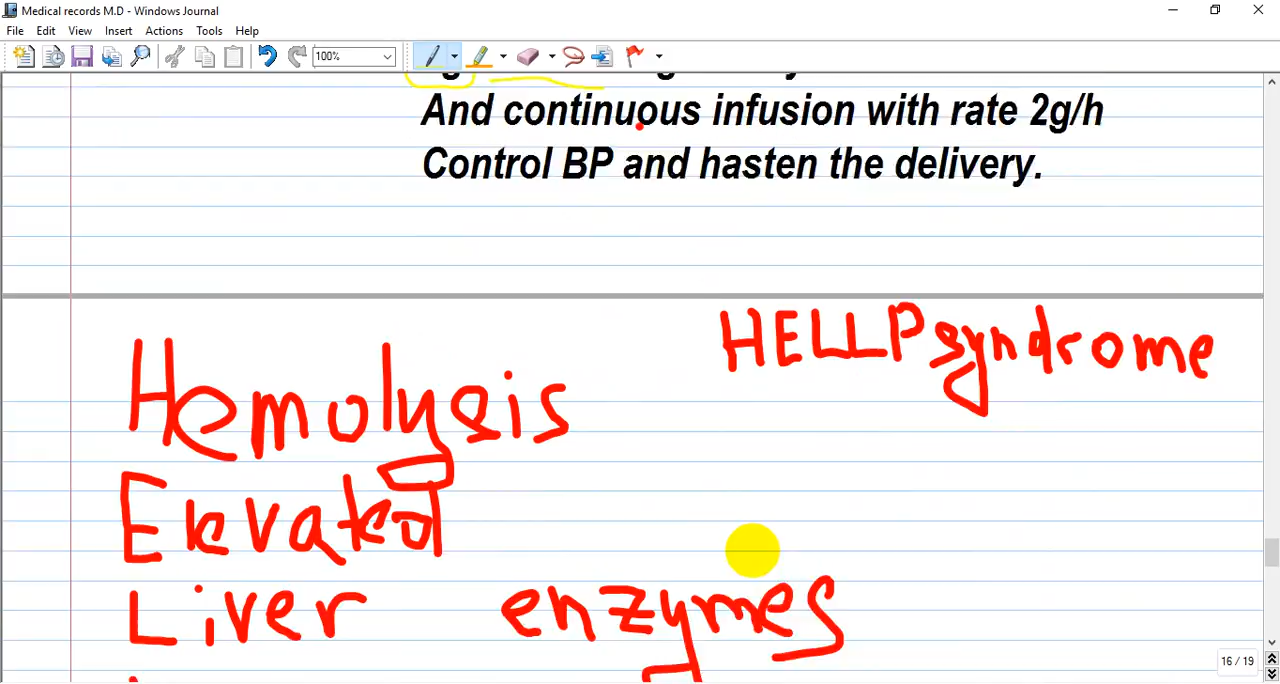 Medical records M.D - Windows Journal
File Edit View Insert Actions Tools Help
100%
And continuous infusion with rate 2g/h
Control BP and hasten the delivery.
HELLP syndrome
Hemolysis
Elevated
Liver enzymes
16 / 19